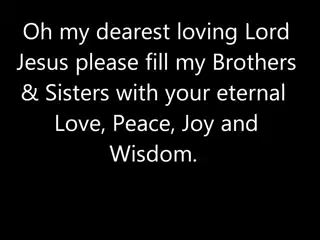 Oh my dearest loving Lord
Jesus please fill my Brothers
& Sisters with your eternal
Love, Peace, Joy and
Wisdom.